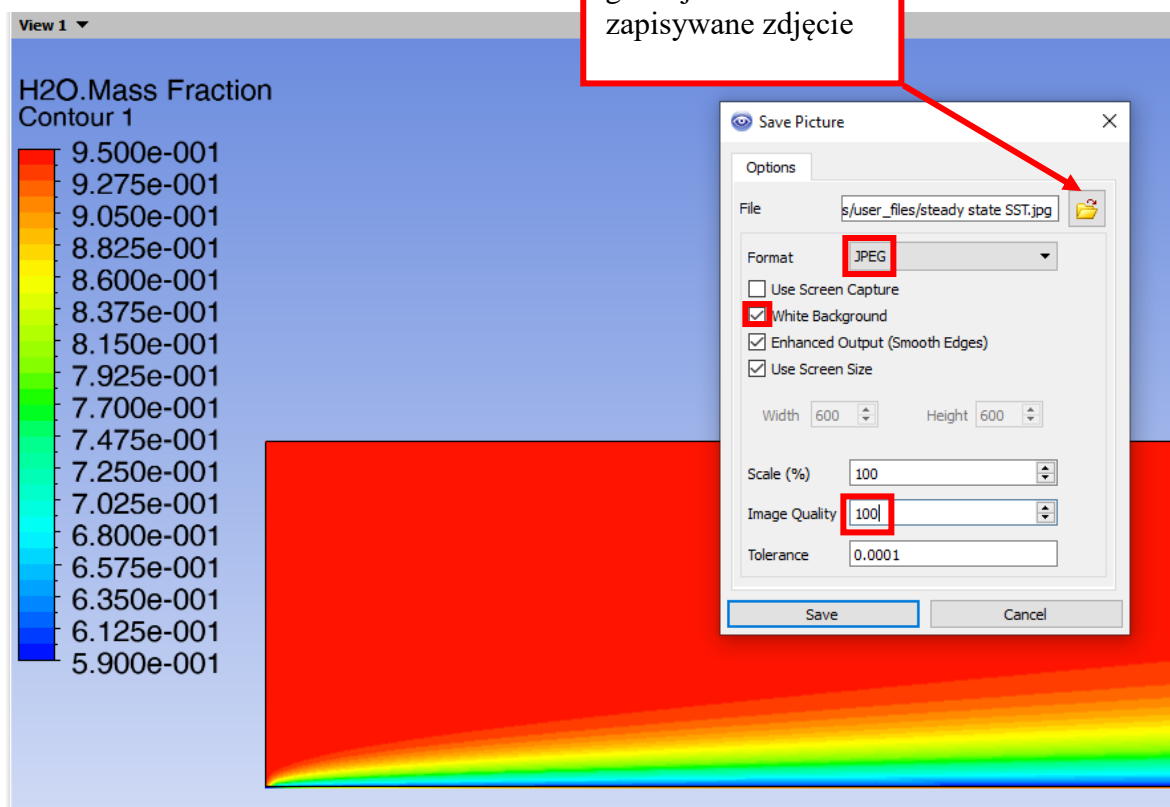 zapisywane zdjęcie
View 1
H2O.Mass Fraction
Contour 1
9.500e-001
9.275e-001
9.050e-001
8.825e-001
8.600e-001
8.375e-001
8.150e-001
7.925e-001
7.700e-001
7.475e-001
7.250e-001
7.025e-001
6.800e-001
6.575e-001
6.350e-001
6.125e-001
5.900e-001
Save Picture
Options
File s/user_files/steady state SST.jpg
Format JPEG
Use Screen Capture
White Background
Enhanced Output (Smooth Edges)
Use Screen Size
Width 600 Height 600
Scale (%) 100
Image Quality 100
Tolerance 0.0001
Save Cancel